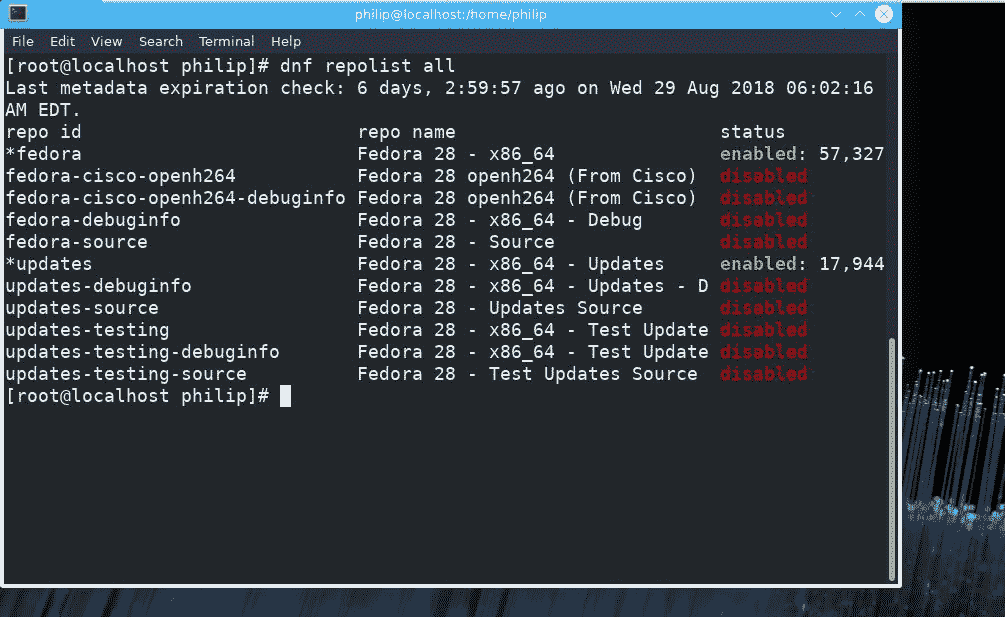 philip@localhost:/home/philip
File Edit View Search Terminal Help
[root@localhost philip]# dnf repolist all
Last metadata expiration check: 6 days, 2:59:57 ago on Wed 29 Aug 2018 06:02:16
AM EDT.
repo id repo name status
*fedora Fedora 28 - x86_64 enabled: 57,327
fedora-cisco-openh264 Fedora 28 openh264 (From Cisco) disabled
fedora-cisco-openh264-debuginfo Fedora 28 openh264 (From Cisco) disabled
fedora-debuginfo Fedora 28 - x86_64 - Debug disabled
fedora-source Fedora 28 - Source disabled
*updates Fedora 28 - x86_64 - Updates enabled: 17,944
updates-debuginfo Fedora 28 - x86_64 - Updates - D disabled
updates-source Fedora 28 - Updates Source disabled
updates-testing Fedora 28 - x86_64 - Test Update disabled
updates-testing-debuginfo Fedora 28 - x86_64 - Test Update disabled
updates-testing-source Fedora 28 - Test Updates Source disabled
[root@localhost philip]#